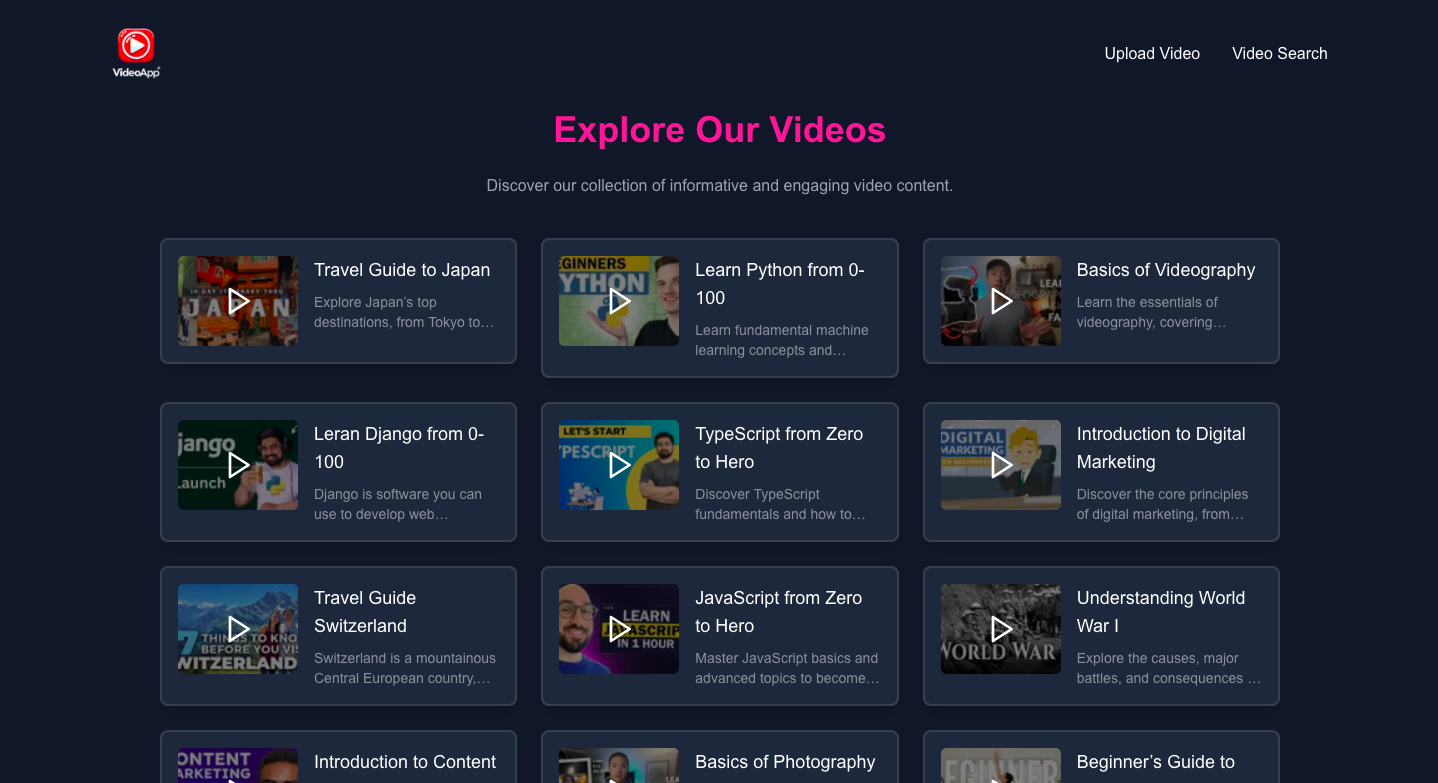 VideoApp
Upload Video
Video Search
Explore Our Videos
Discover our collection of informative and engaging video content.
JAPAN
Travel Guide to Japan
Explore Japan's top
destinations, from Tokyo to…
GINNERS
YTHON
Learn Python from 0-
100
Learn fundamental machine
learning concepts and…
LEA
Basics of Videography
Learn the essentials of
videography, covering…
jango
Launch
Leran Django from 0-
100
Django is software you can
use to develop web…
LET'S START
YPESCRIPT
TypeScript from Zero
to Hero
Discover TypeScript
fundamentals and how to…
DIGITAL
MARKETING
Introduction to Digital
Marketing
Discover the core principles
of digital marketing, from…
7 THINGS TO KNO
BEFORE YOU VIS
WITZERLAND
Travel Guide
Switzerland
Switzerland is a mountainous
Central European country,…
LEARN
JAVASCRIP
IN 1 HOUR
JavaScript from Zero
to Hero
Master JavaScript basics and
advanced topics to become…
WORLD WAR
Understanding World
War I
Explore the causes, major
battles, and consequences …
ONTENT
ARKETING
Introduction to Content
Basics of Photography
Beginner's Guide to